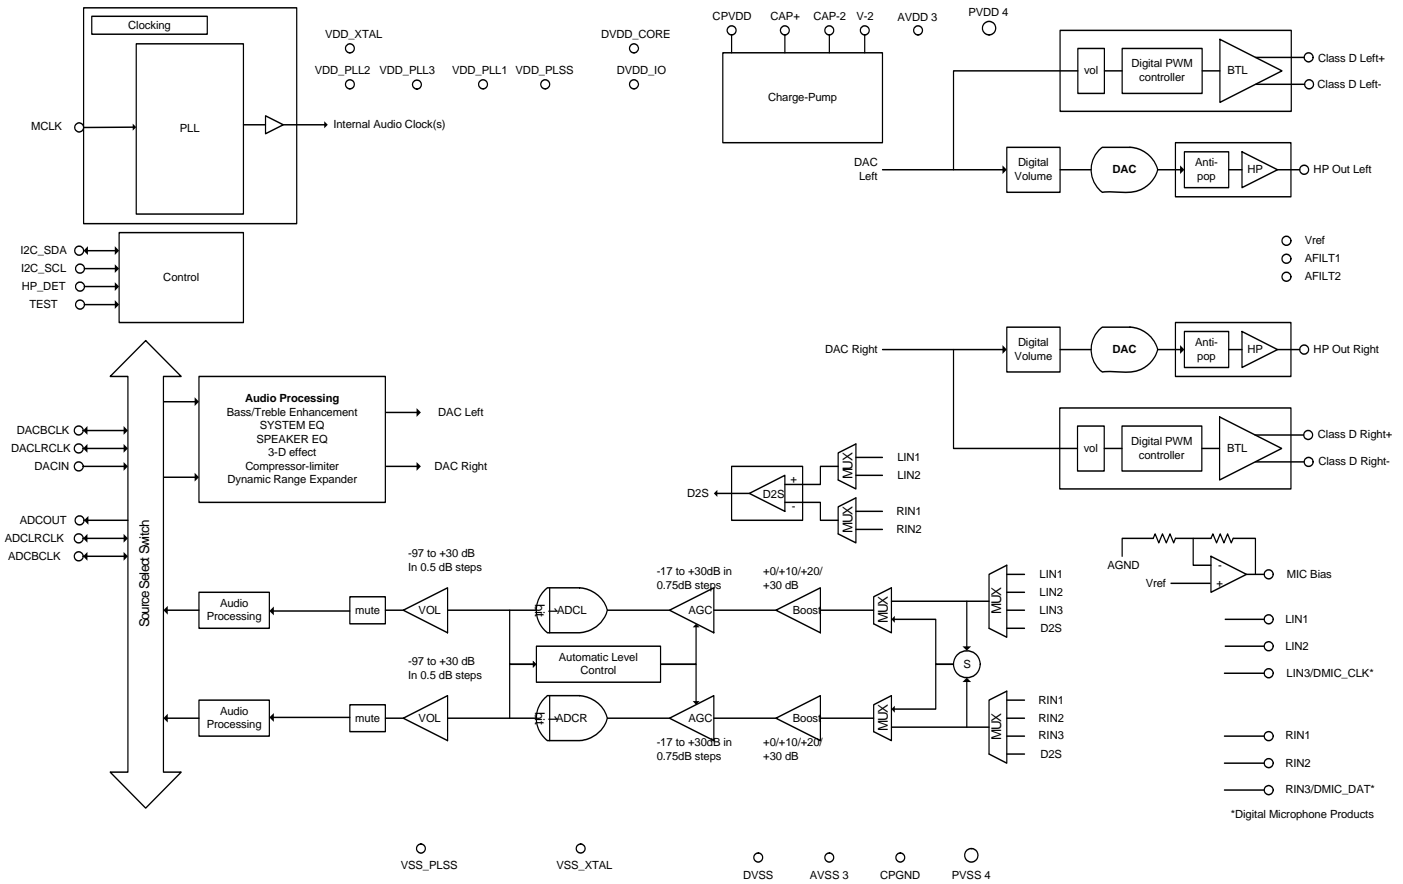 Clocking
PLL
MCLK
Internal Audio Clock(s)
VDD_XTAL
VDD_PLL2
VDD_PLL3
VDD_PLL1
VDD_PLSS
DVDD_CORE
DVDD_IO
CPVDD
CAP+
CAP-2
V-2
AVDD 3
PVDD 4
Charge-Pump
vol
Digital PWM
controller
BTL
Class D Left+
Class D Left-
DAC
Left
Digital
Volume
DAC
Anti-
pop
HP
HP Out Left
I2C_SDA
I2C_SCL
HP_DET
TEST
Control
Vref
AFILT1
AFILT2
DAC Right
Digital
Volume
DAC
Anti-
pop
HP
HP Out Right
vol
Digital PWM
controller
BTL
Class D Right+
Class D Right-
Audio Processing
Bass/Treble Enhancement
SYSTEM EQ
SPEAKER EQ
3-D effect
Compressor-limiter
Dynamic Range Expander
DAC Left
DAC Right
DACBCLK
DACLRCLK
DACIN
ADCOUT
ADCLRCLK
ADCBCLK
Source Select Switch
D2S
D2S
+
-
MUX
LIN1
LIN2
MUX
RIN1
RIN2
AGND
Vref
-
+
MIC Bias
-97 to +30 dB
In 0.5 dB steps
-17 to +30dB in
0.75dB steps
+0/+10/+20/
+30 dB
Audio
Processing
mute
VOL
ADCL
AGC
Boost
MUX
MUX
LIN1
LIN2
LIN3
D2S
Automatic Level
Control
S
-97 to +30 dB
In 0.5 dB steps
Audio
Processing
mute
VOL
ADCR
AGC
Boost
MUX
MUX
RIN1
RIN2
RIN3
D2S
-17 to +30dB in
0.75dB steps
+0/+10/+20/
+30 dB
LIN1
LIN2
LIN3/DMIC_CLK*
RIN1
RIN2
RIN3/DMIC_DAT*
*Digital Microphone Products
VSS_PLSS
VSS_XTAL
DVSS
AVSS 3
CPGND
PVSS 4